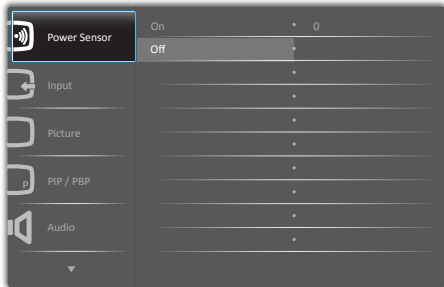 Power Sensor
On 0
Off
Input
Picture
P
PIP / PBP
Audio